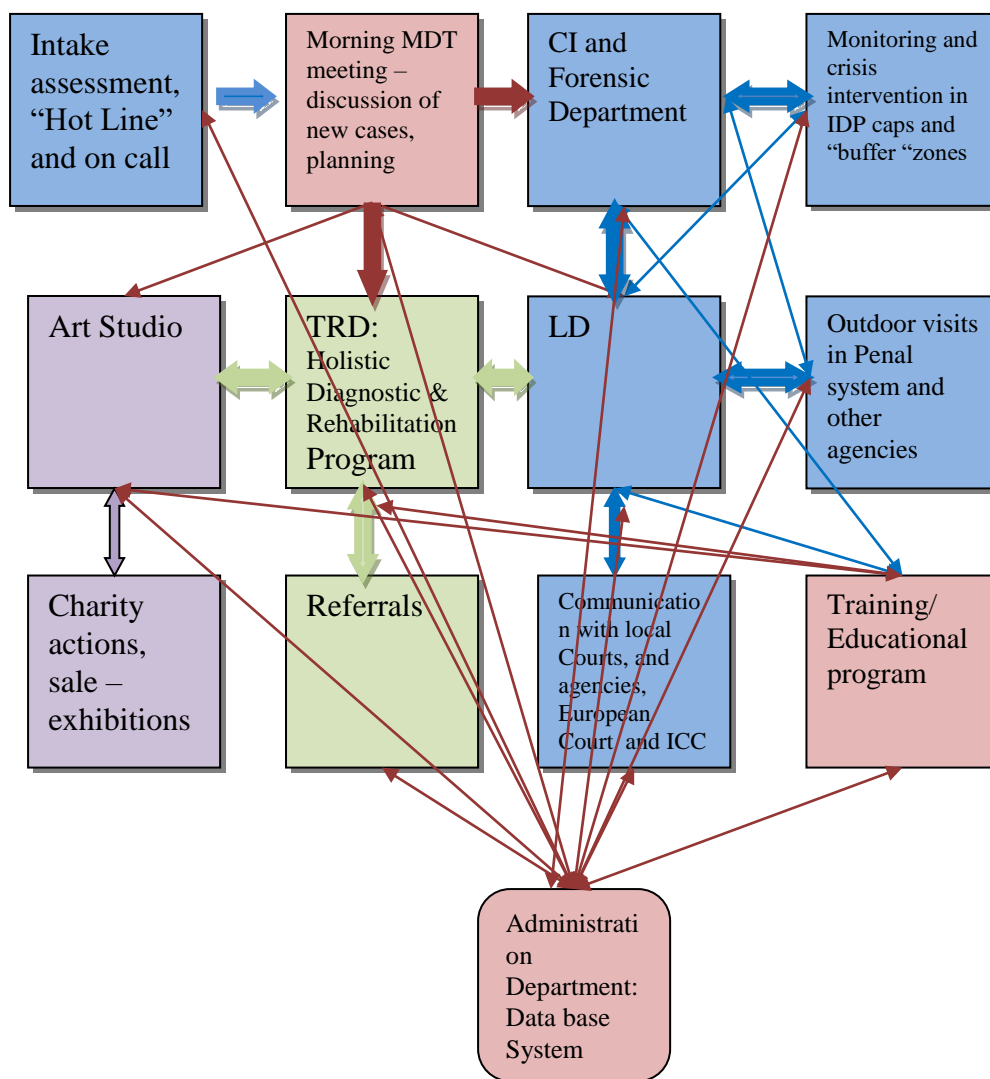 Intake
assessment,
“Hot Line”
and on call
Morning MDT
meeting –
discussion of
new cases,
planning
CI and
Forensic
Department
Monitoring and
crisis
intervention in
IDP caps and
“buffer “zones
Art Studio
TRD:
Holistic
Diagnostic &
Rehabilitation
Program
LD
Outdoor visits
in Penal
system and
other
agencies
Charity
actions,
sale –
exhibitions
Referrals
Communicatio
n with local
Courts, and
agencies,
European
Court and ICC
Training/
Educational
program
Administrati
on
Department:
Data base
System